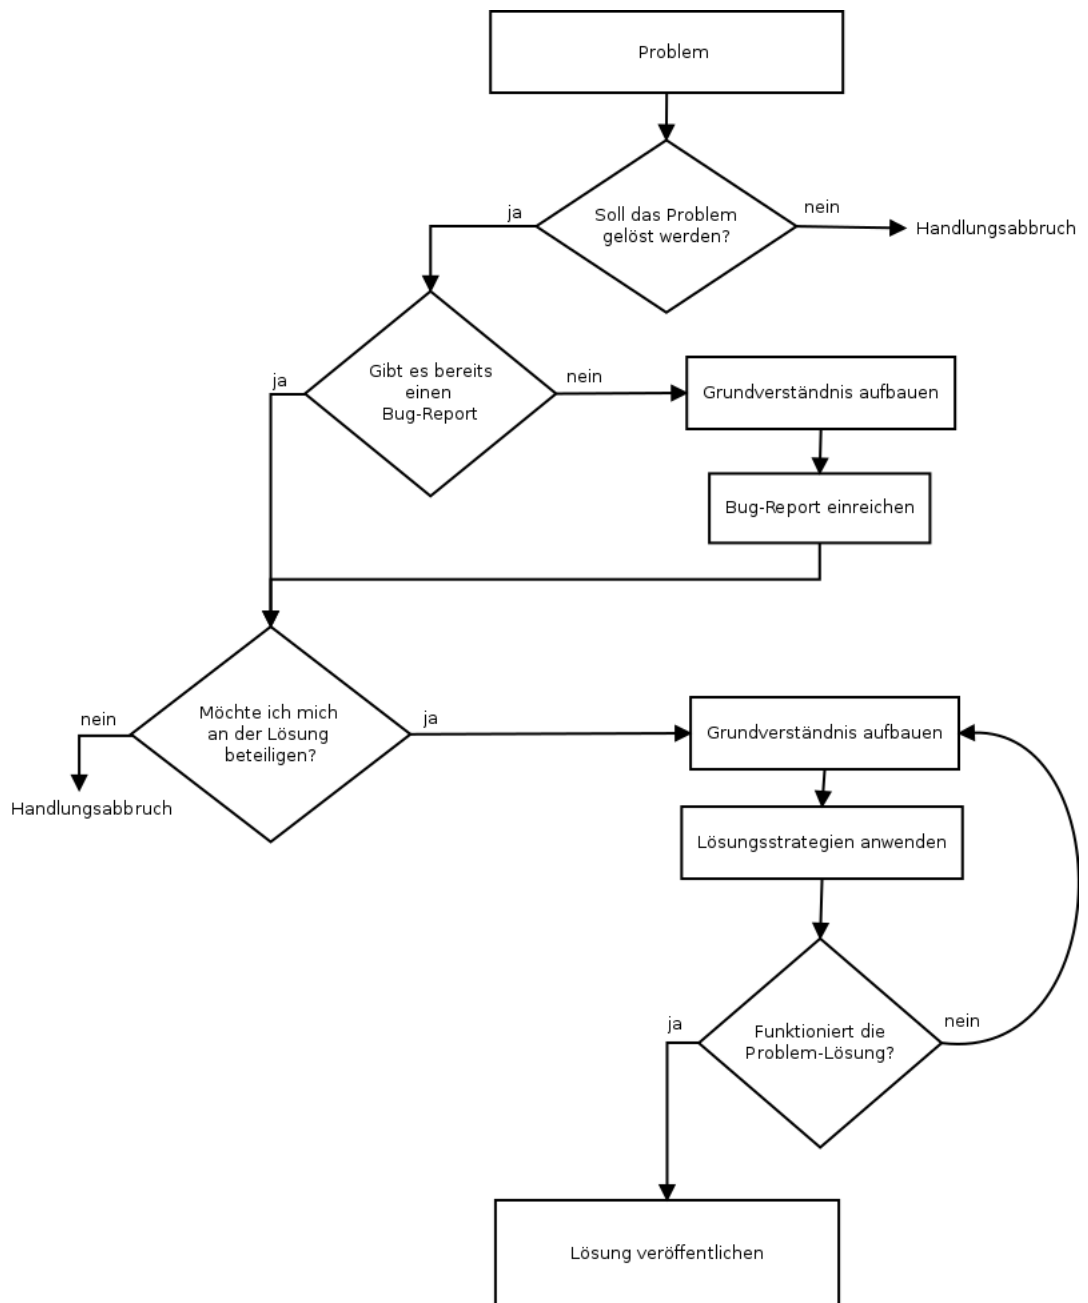 Problem
Soll das Problem
gelöst werden?
ja
nein
Handlungsabbruch
Gibt es bereits
einen
Bug-Report
ja
nein
Grundverständnis aufbauen
Bug-Report einreichen
Möchte ich mich
an der Lösung
beteiligen?
nein
Handlungsabbruch
ja
Grundverständnis aufbauen
Lösungsstrategien anwenden
Funktioniert die
Problem-Lösung?
ja
nein
Lösung veröffentlichen